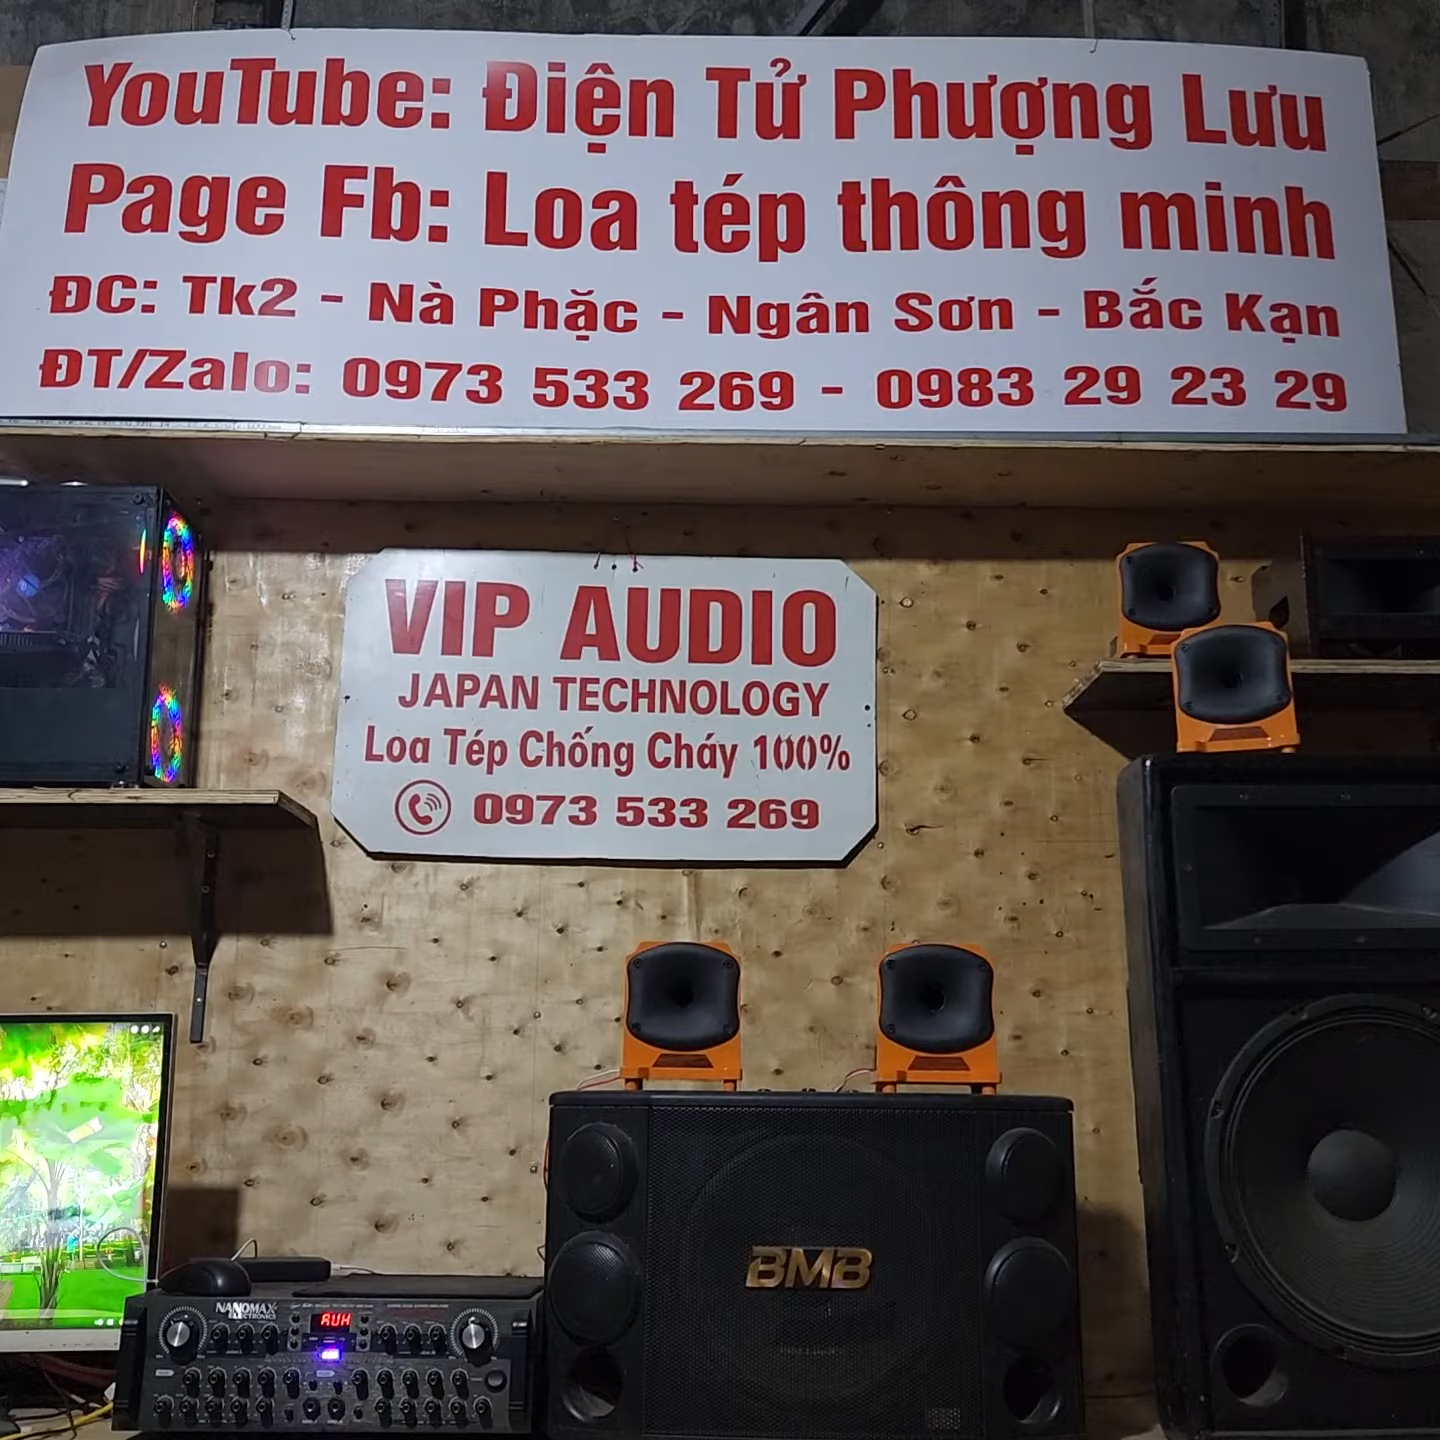 YouTube: Điện Tử Phượng Lưu
Page Fb: Loa tép thông minh
ĐC: Tk2 - Nà Phặc - Ngân Sơn - Bắc Kạn
ĐT/Zalo: 0973 533 269 - 0983 29 23 29
VIP AUDIO
JAPAN TECHNOLOGY
Loa Tép Chống Cháy 100%
0973 533 269
BMB
NANOMAX
ELECTRONICS
AUX